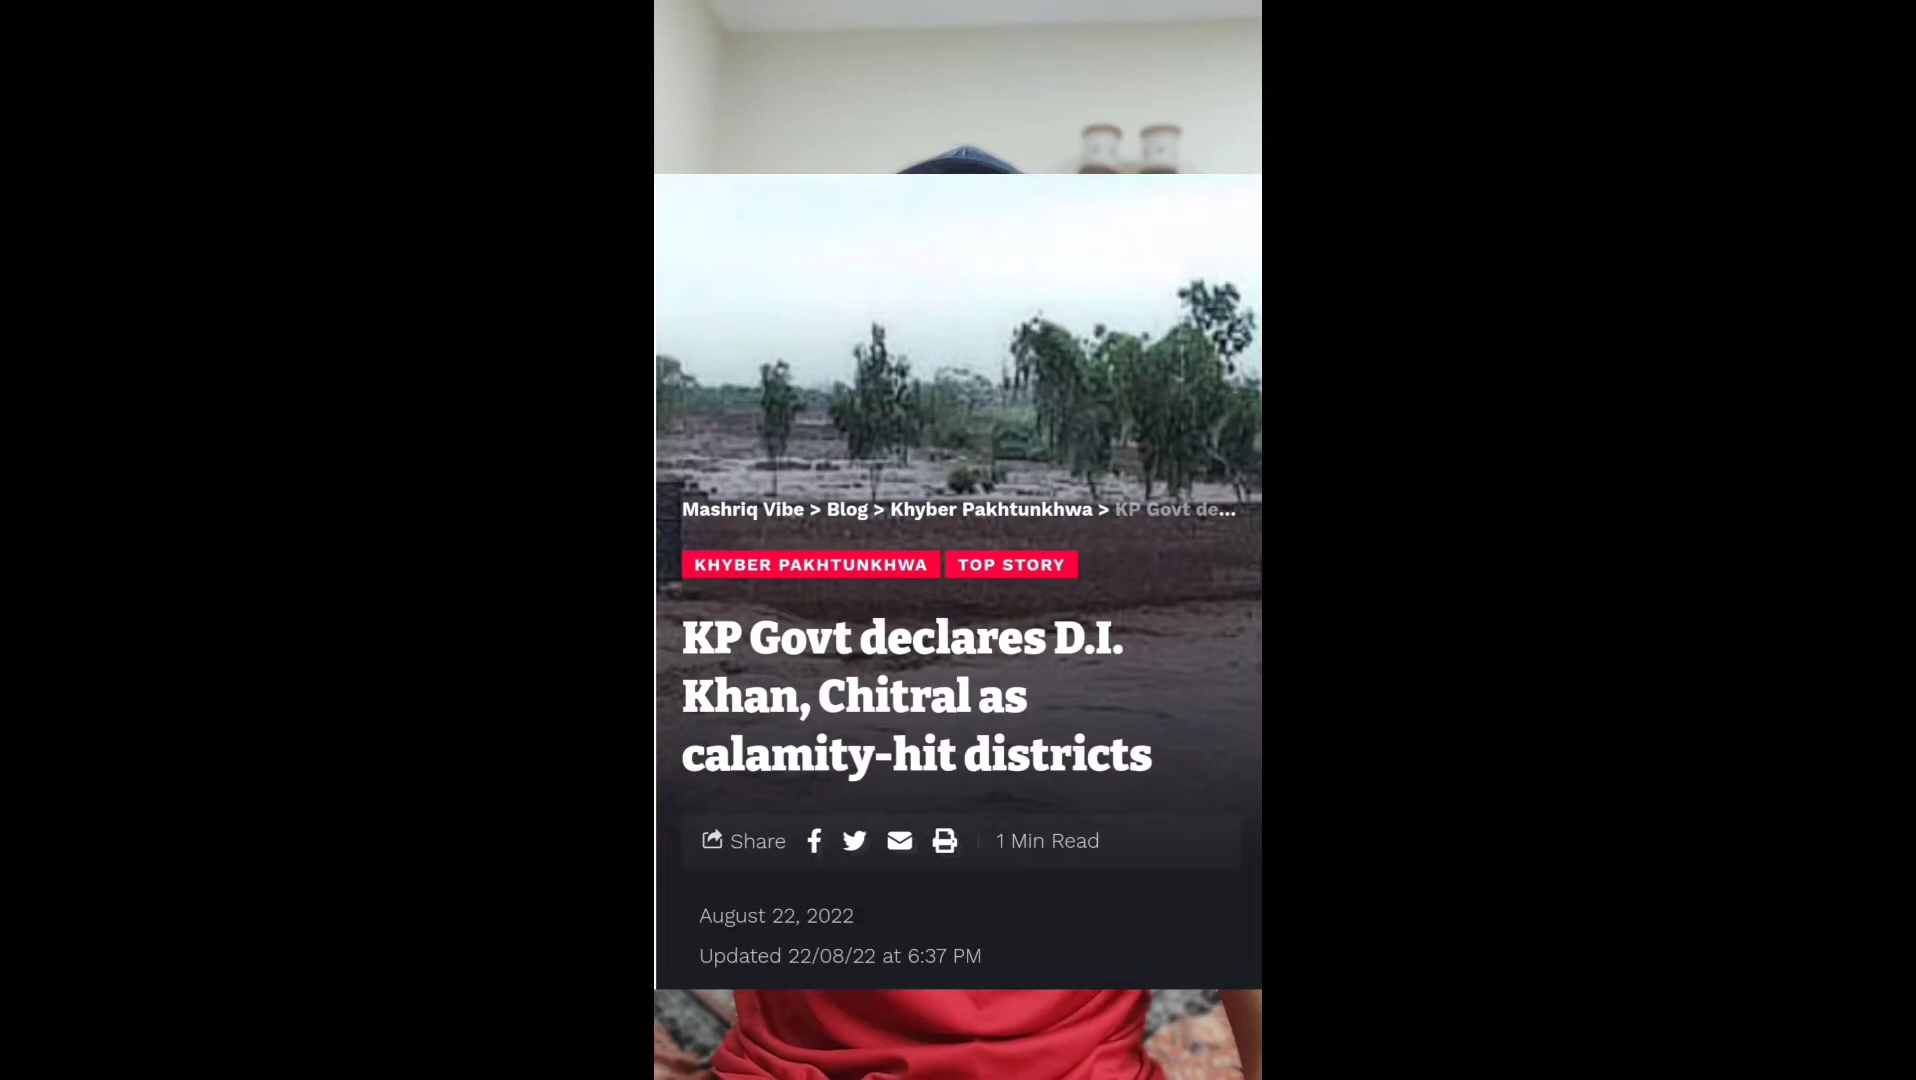 Mashriq Vibe > Blog > Khyber Pakhtunkhwa > KP Govt de...
KHYBER PAKHTUNKHWA TOP STORY
KP Govt declares D.I.
Khan, Chitral as
calamity-hit districts
Share 1 Min Read
August 22, 2022
Updated 22/08/22 at 6:37 PM